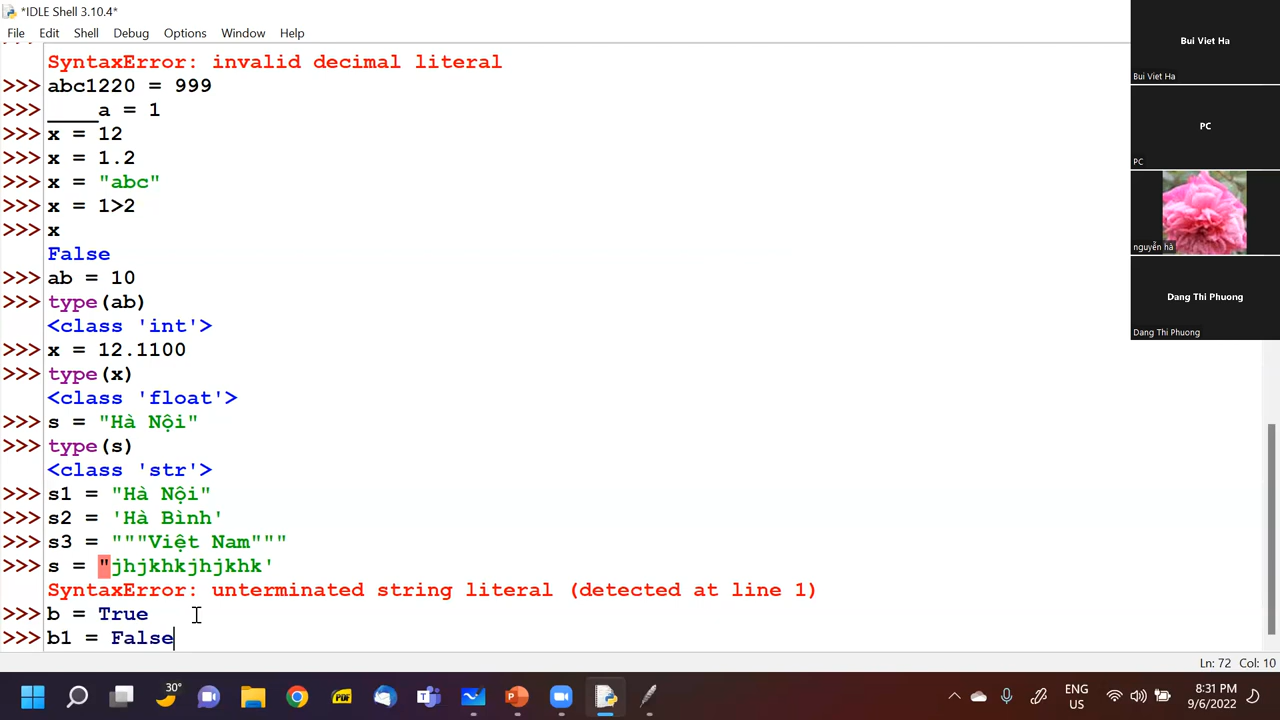 *IDLE Shell 3.10.4*
File Edit Shell Debug Options Window Help
SyntaxError: invalid decimal literal
>>> abc1220 = 999
>>> ____a = 1
>>> x = 12
>>> x = 1.2
>>> x = "abc"
>>> x = 1>2
>>> x
False
>>> ab = 10
>>> type(ab)
<class 'int'>
>>> x = 12.1100
>>> type(x)
<class 'float'>
>>> s = "Hà Nội"
>>> type(s)
<class 'str'>
>>> s1 = "Hà Nội"
>>> s2 = 'Hà Bình'
>>> s3 = """Việt Nam"""
>>> s = "jhjkhkjhjkhk'
SyntaxError: unterminated string literal (detected at line 1)
>>> b = True
>>> b1 = False
Ln: 72 Col: 10
Bui Viet Ha
Bui Viet Ha
PC
PC
nguyễn hà
Dang Thi Phuong
Dang Thi Phuong
30°
PDF
ENG
US
8:31 PM
9/6/2022